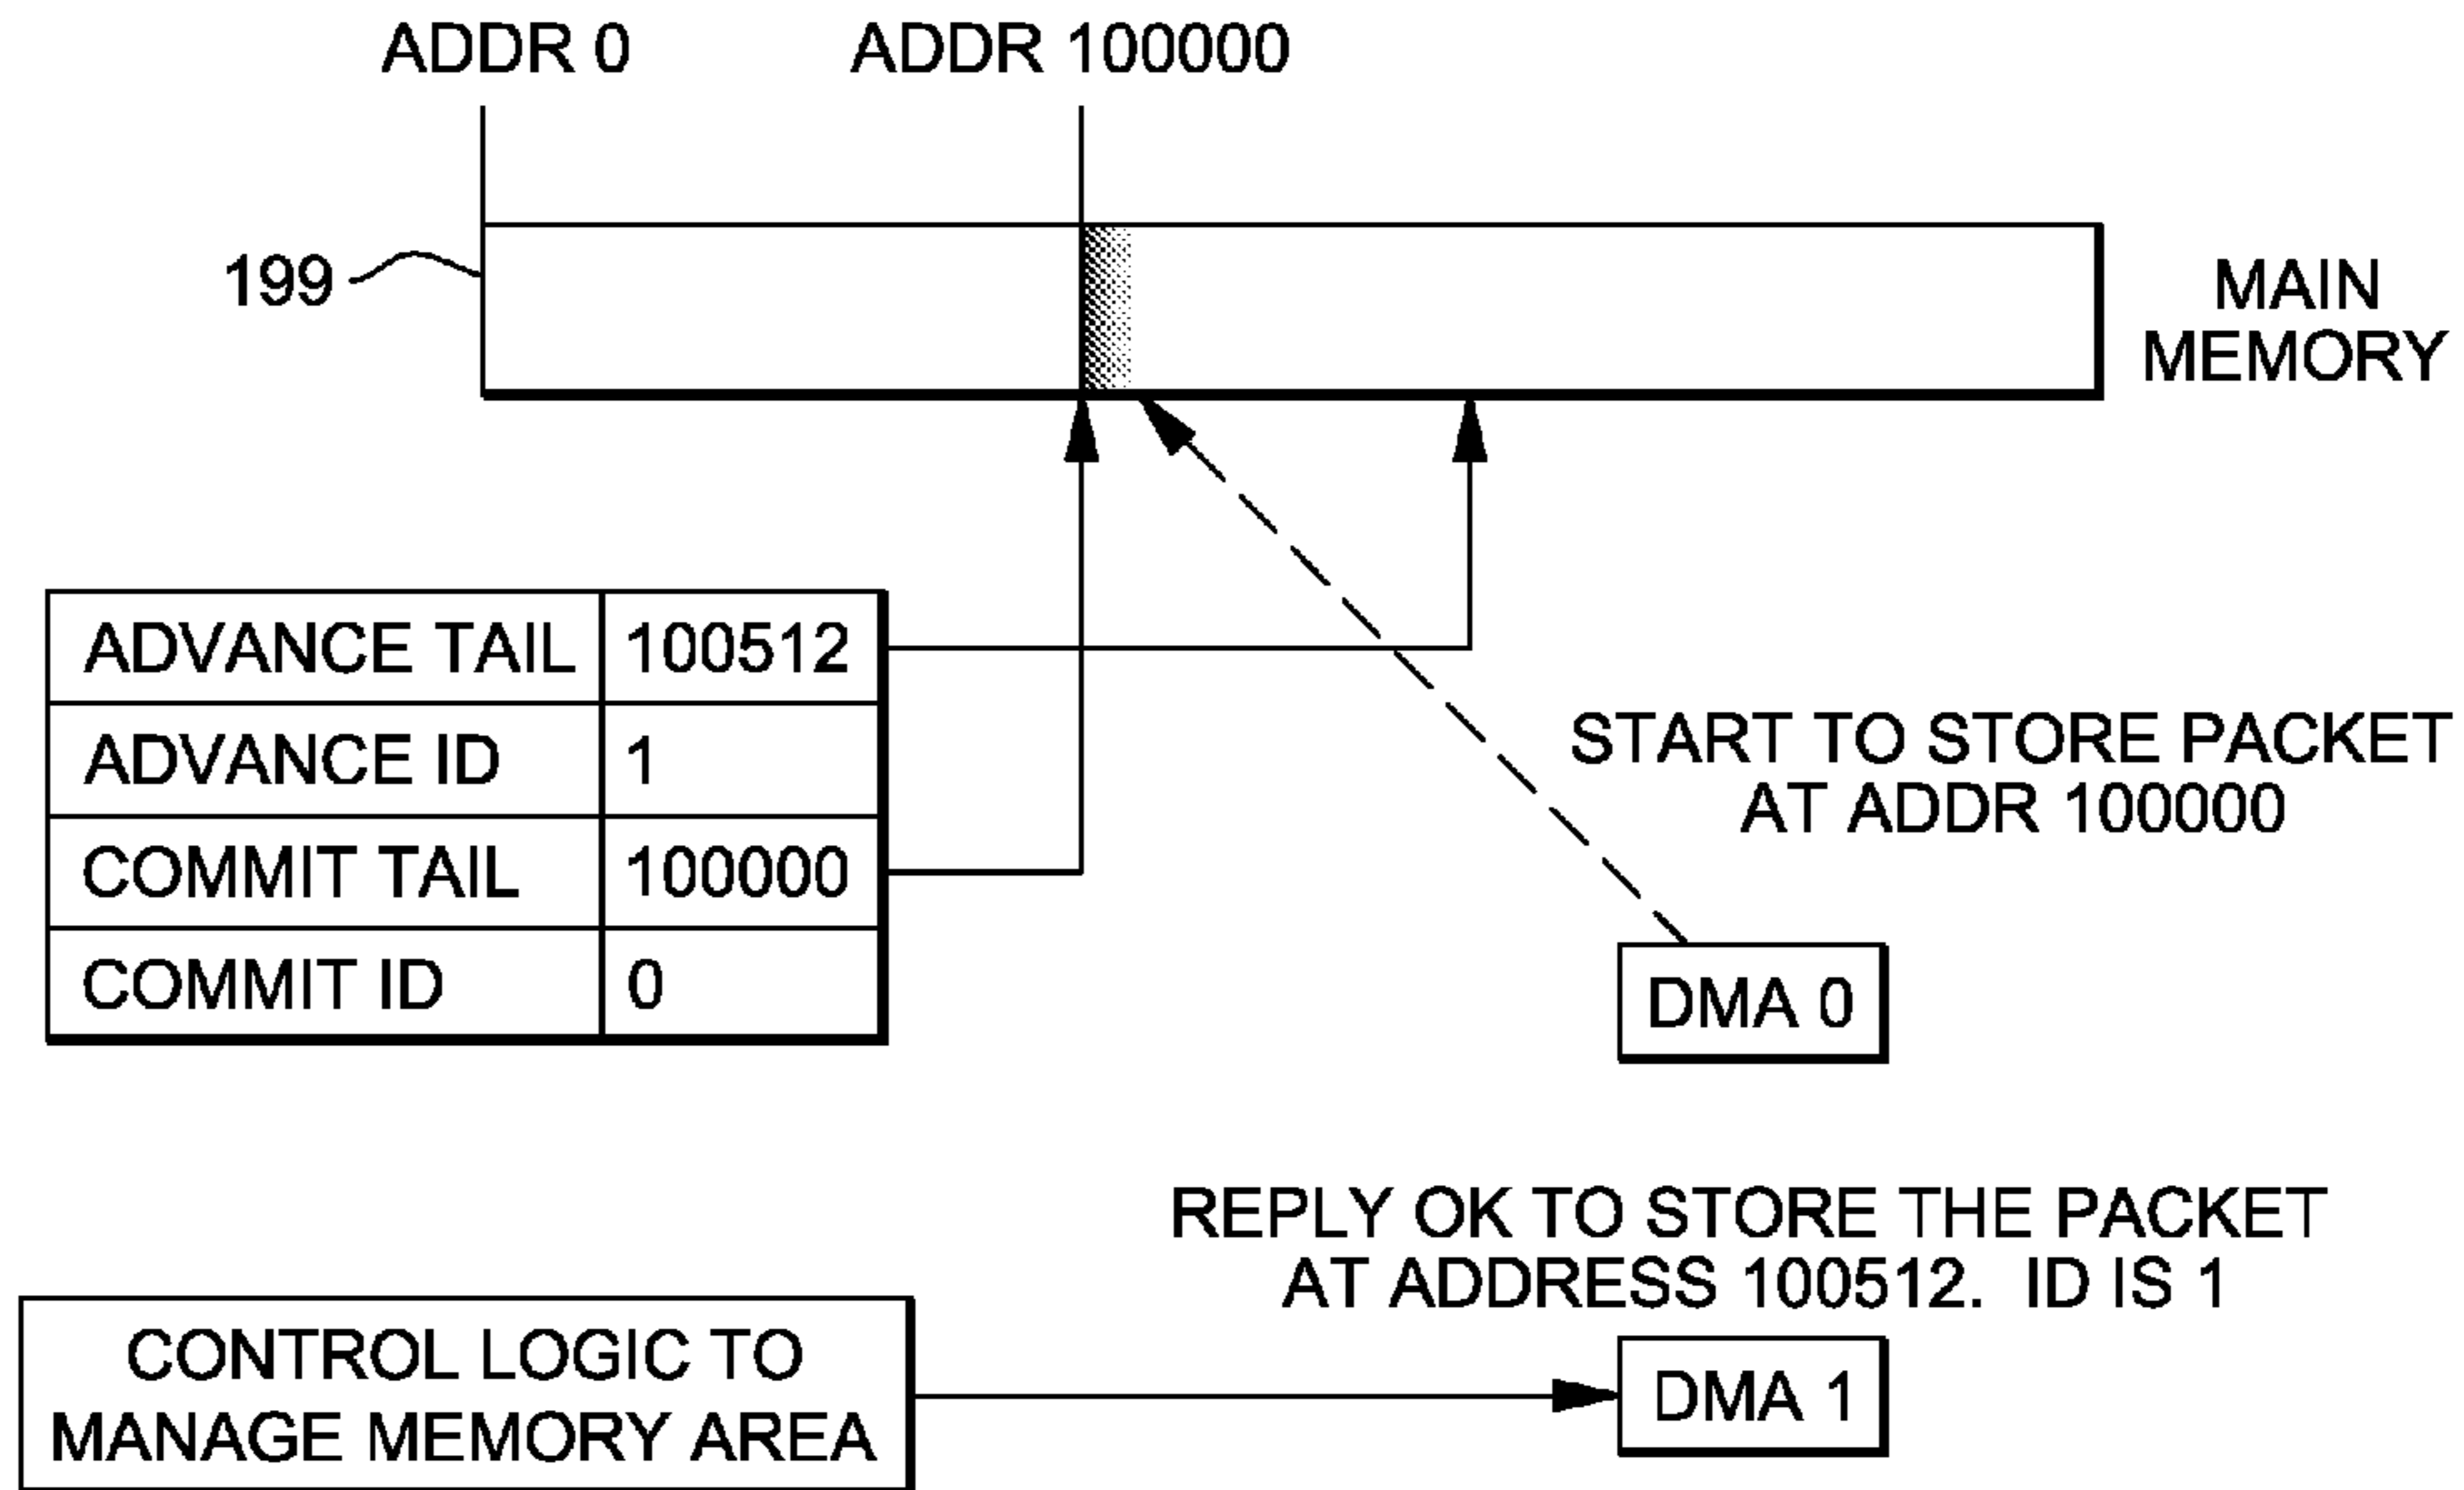 ADDR 0
ADDR 100000
199
MAIN
MEMORY
ADVANCE TAIL 100512
ADVANCE ID 1
COMMIT TAIL 100000
COMMIT ID 0
START TO STORE PACKET
AT ADDR 100000
DMA 0
REPLY OK TO STORE THE PACKET
AT ADDRESS 100512. ID IS 1
CONTROL LOGIC TO
MANAGE MEMORY AREA
DMA 1